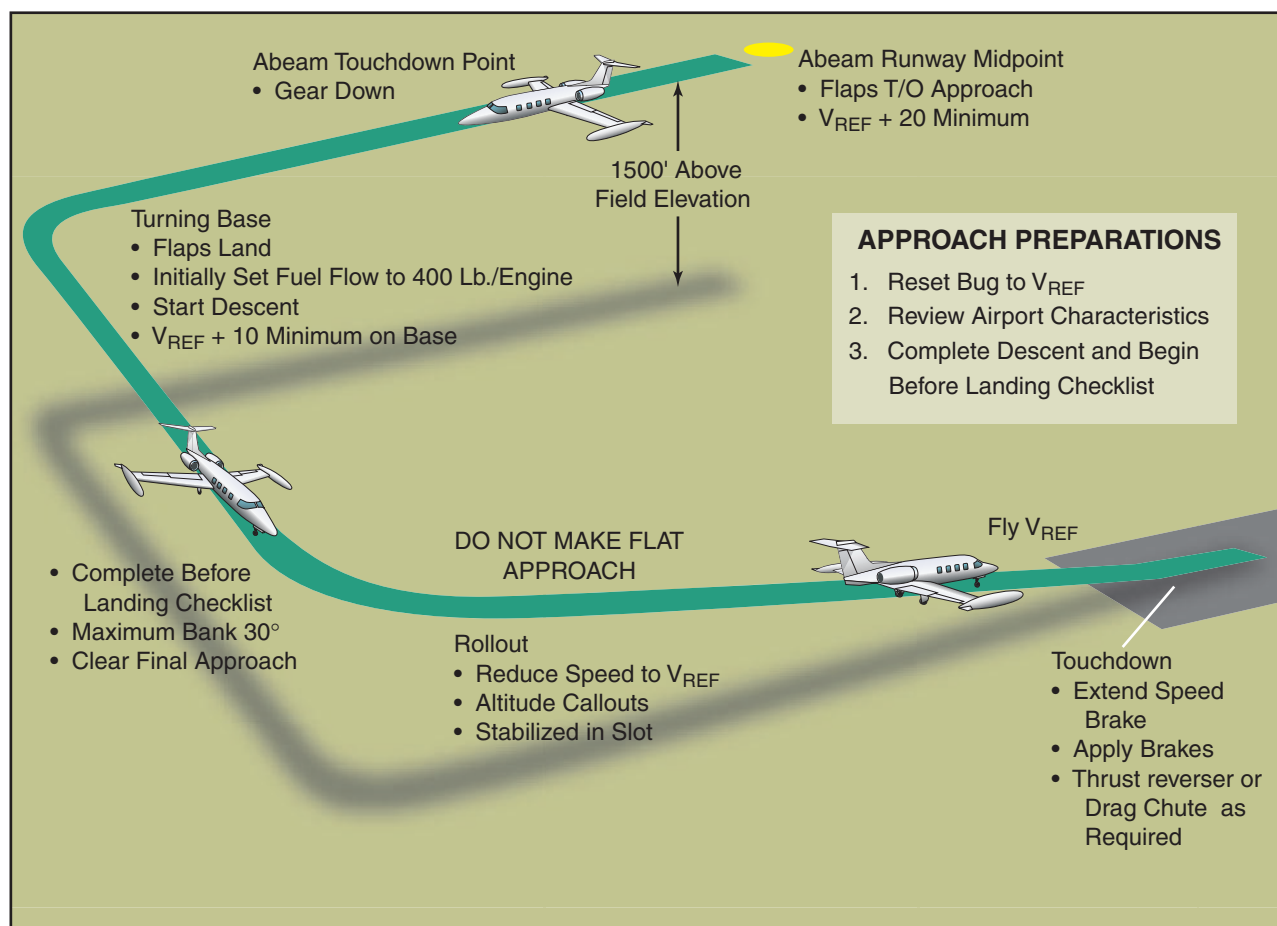 Abeam Touchdown Point
• Gear Down
Abeam Runway Midpoint
• Flaps T/O Approach
• VREF + 20 Minimum
1500' Above
Field Elevation
Turning Base
• Flaps Land
• Initially Set Fuel Flow to 400 Lb./Engine
• Start Descent
• VREF + 10 Minimum on Base
APPROACH PREPARATIONS
1. Reset Bug to VREF
2. Review Airport Characteristics
3. Complete Descent and Begin
Before Landing Checklist
• Complete Before
Landing Checklist
• Maximum Bank 30°
• Clear Final Approach
DO NOT MAKE FLAT
APPROACH
Fly VREF
Rollout
• Reduce Speed to VREF
• Altitude Callouts
• Stabilized in Slot
Touchdown
• Extend Speed
Brake
• Apply Brakes
• Thrust reverser or
Drag Chute as
Required